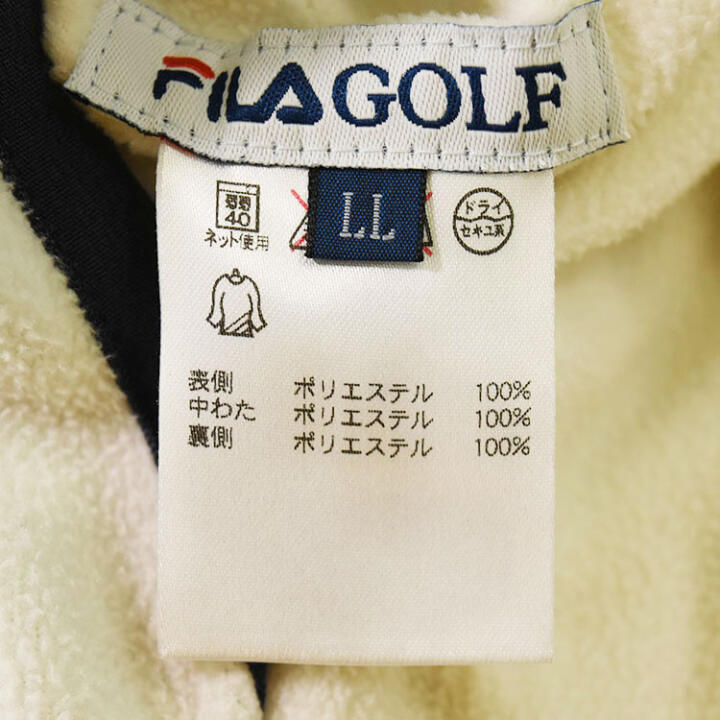 FILA GOLF
LL
40
ネット使用
ドライ
セキユ系
表側 ポリエステル 100%
中わた ポリエステル 100%
裏側 ポリエステル 100%